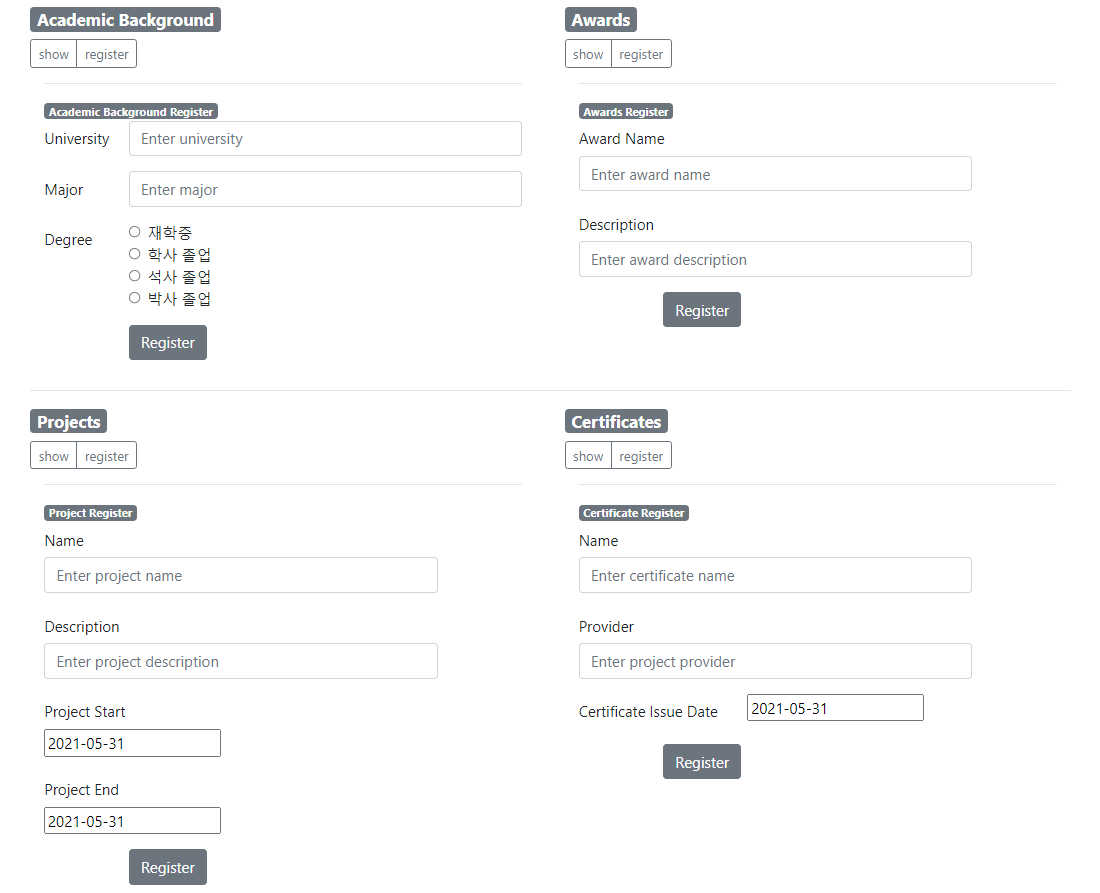 Academic Background
show register
Academic Background Register
University Enter university
Major Enter major
Degree
재학중
학사 졸업
석사 졸업
박사 졸업
Register
Awards
show register
Awards Register
Award Name
Enter award name
Description
Enter award description
Register
Projects
show register
Project Register
Name
Enter project name
Description
Enter project description
Project Start
2021-05-31
Project End
2021-05-31
Register
Certificates
show register
Certificate Register
Name
Enter certificate name
Provider
Enter project provider
Certificate Issue Date 2021-05-31
Register